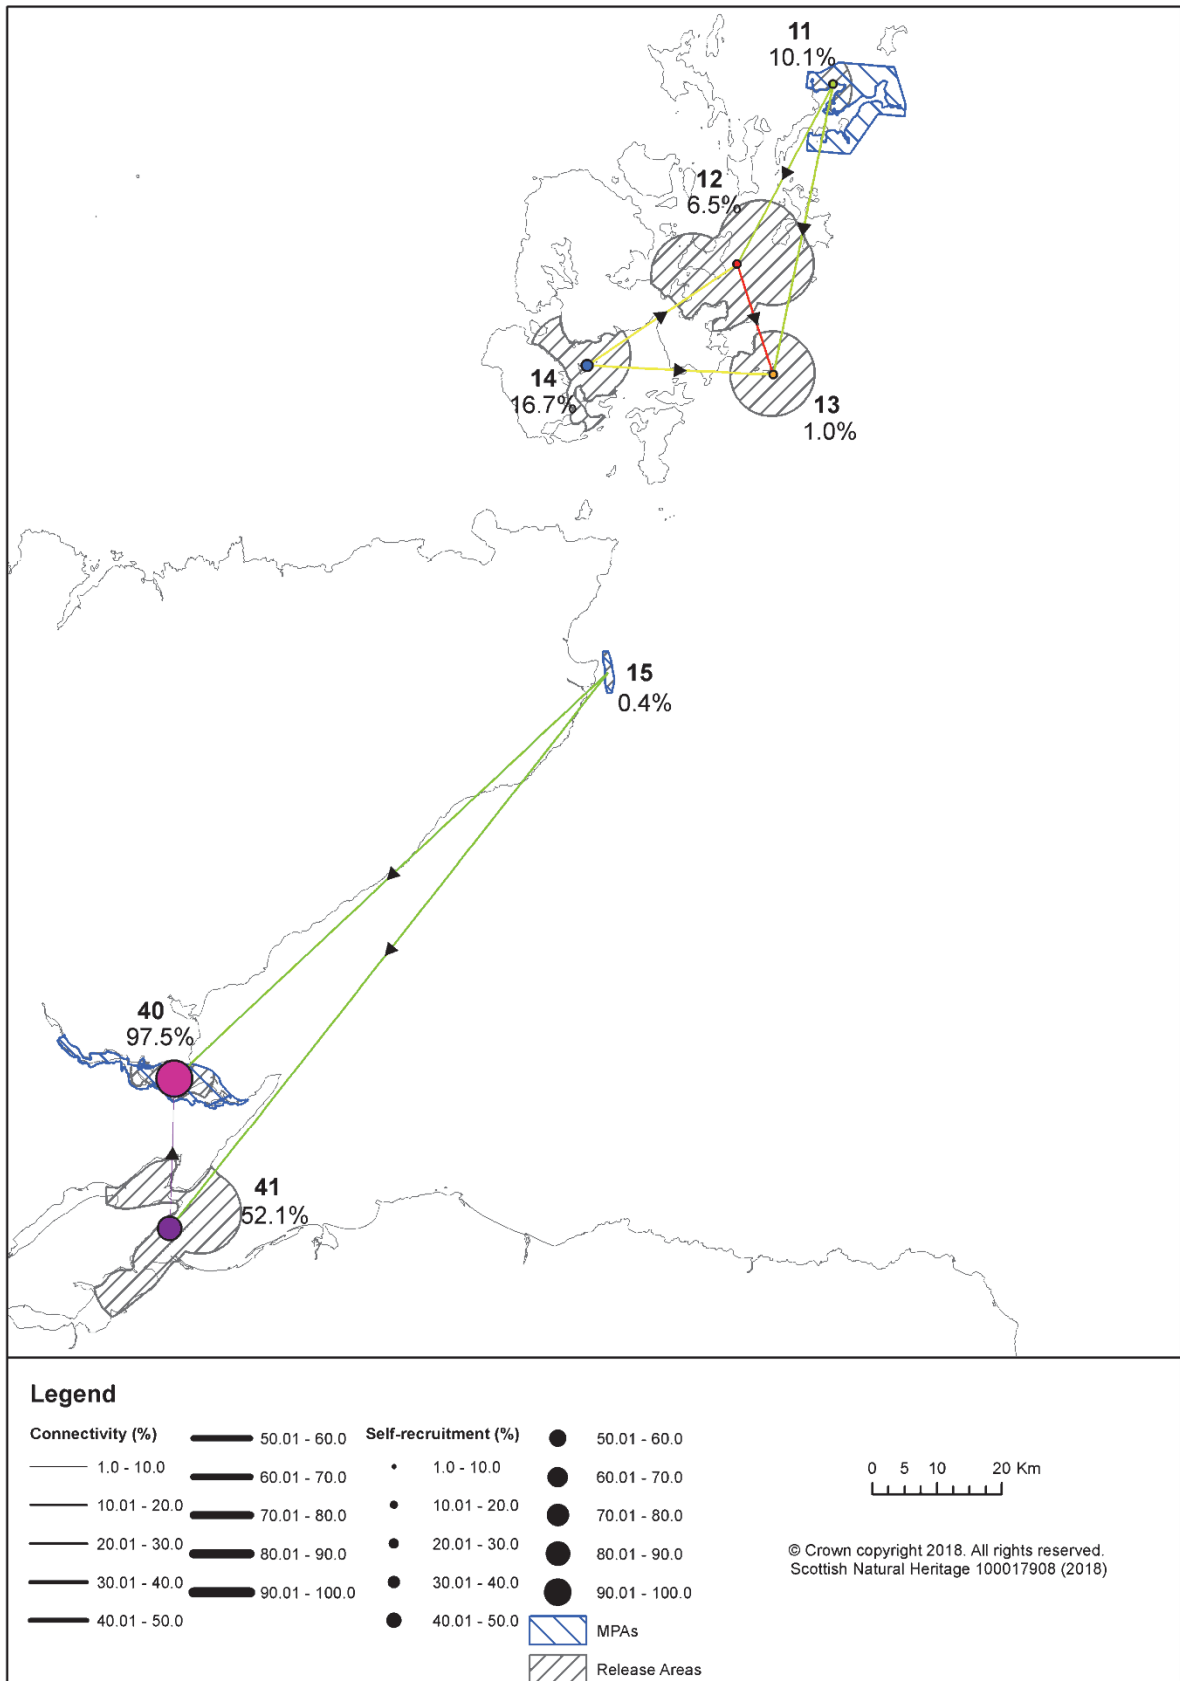 11
10.1%
12
6.5%
14
16.7%
13
1.0%
15
0.4%
40
97.5%
41
52.1%
Legend
Connectivity (%)
1.0 - 10.0
10.01 - 20.0
20.01 - 30.0
30.01 - 40.0
40.01 - 50.0
50.01 - 60.0
60.01 - 70.0
70.01 - 80.0
80.01 - 90.0
90.01 - 100.0
Self-recruitment (%)
1.0 - 10.0
10.01 - 20.0
20.01 - 30.0
30.01 - 40.0
40.01 - 50.0
50.01 - 60.0
60.01 - 70.0
70.01 - 80.0
80.01 - 90.0
90.01 - 100.0
MPAs
Release Areas
0 5 10 20 Km
© Crown copyright 2018. All rights reserved.
Scottish Natural Heritage 100017908 (2018)